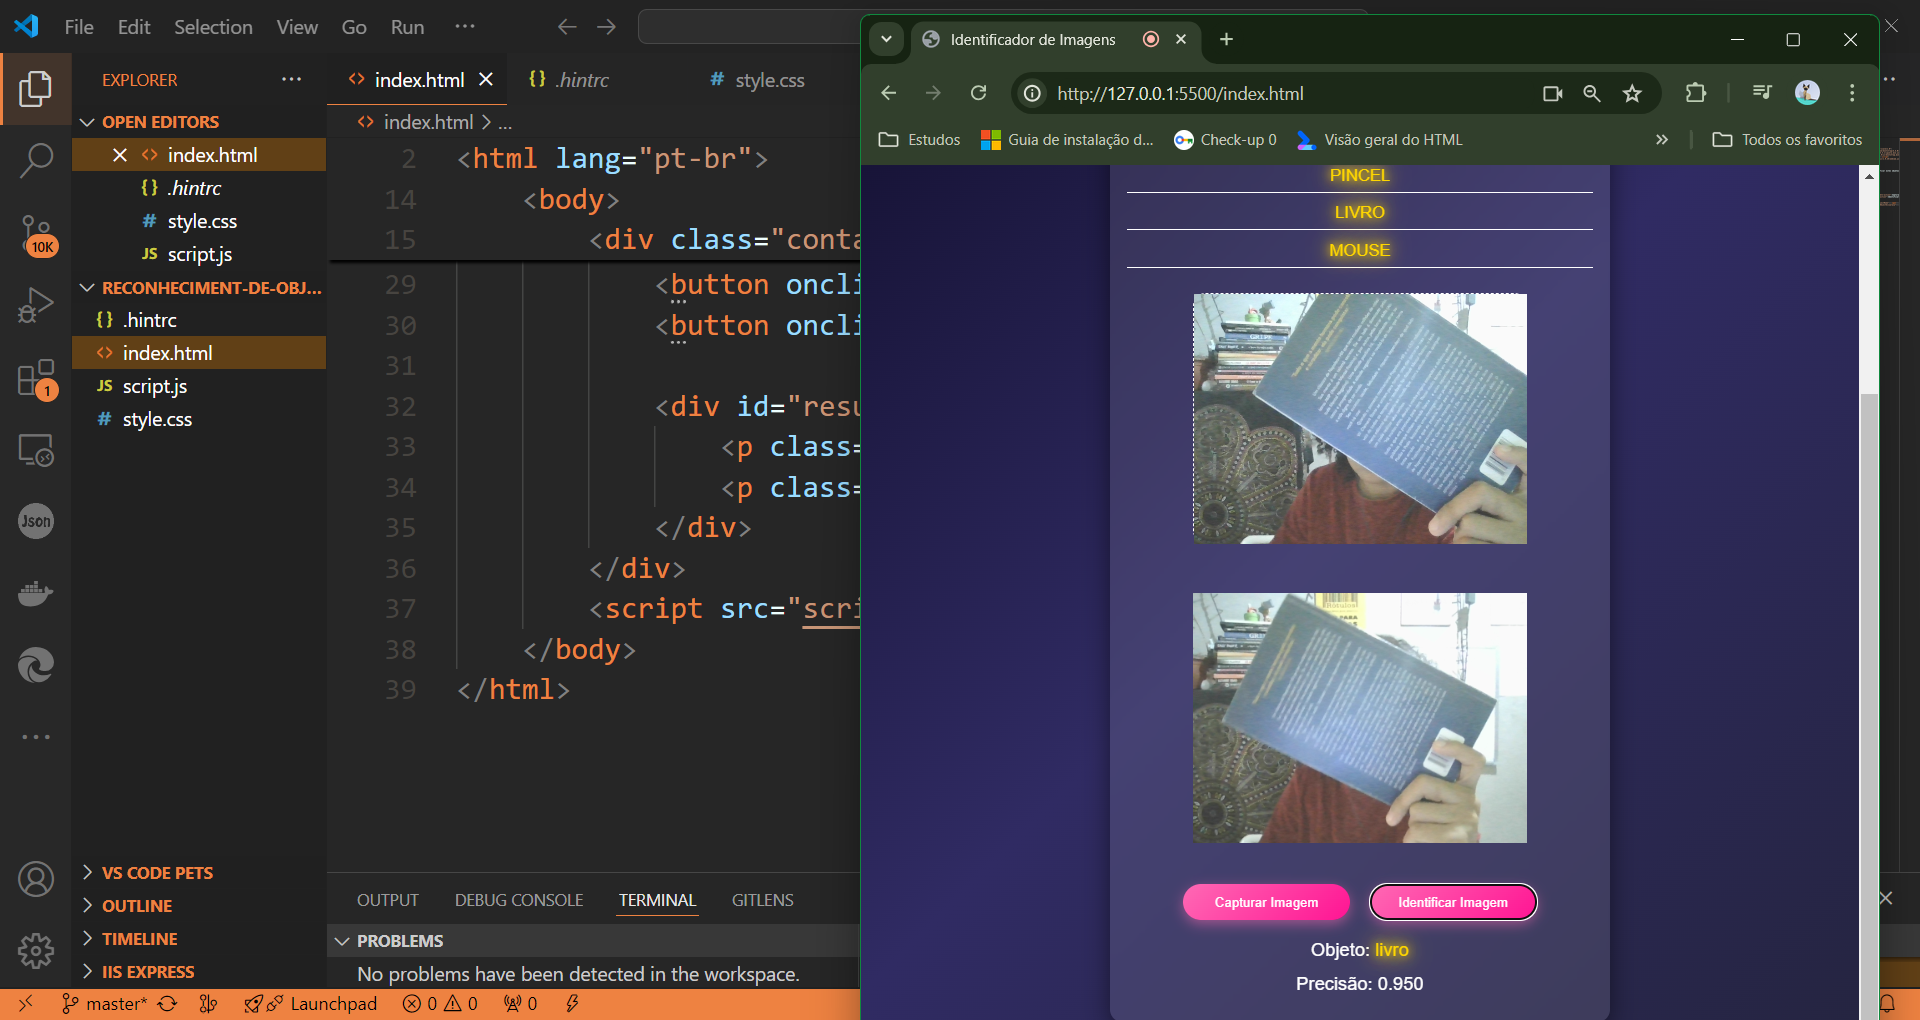 File Edit Selection View Go Run ...
EXPLORER ...
OPEN EDITORS
index.html
.hintrc
style.css
script.js
RECONHECIMENT-DE-OBJ...
.hintrc
index.html
script.js
style.css
10K
1
Json
VS CODE PETS
OUTLINE
TIMELINE
IIS EXPRESS
index.html .hintrc style.css
index.html > ...
2 <html lang="pt-br">
14 <body>
15 <div class="conta
29 <button oncli
30 <button oncli
31
32 <div id="resu
33 <p class=
34 <p class=
35 </div>
36 </div>
37 <script src="scri
38 </body>
39 </html>
OUTPUT DEBUG CONSOLE TERMINAL GITLENS
PROBLEMS
No problems have been detected in the workspace.
master* Launchpad 0 0 0
Identificador de Imagens
http://127.0.0.1:5500/index.html
Estudos Guia de instalação d... Check-up 0 Visão geral do HTML » Todos os favoritos
PINCEL
LIVRO
MOUSE
Capturar Imagem Identificar Imagem
Objeto: livro
Precisão: 0.950